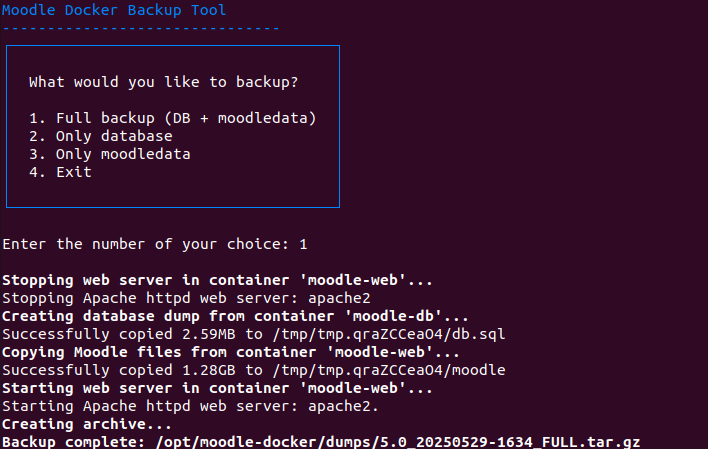 Moodle Docker Backup Tool
-------------------------------
What would you like to backup?
1. Full backup (DB + moodledata)
2. Only database
3. Only moodledata
4. Exit
Enter the number of your choice: 1
Stopping web server in container 'moodle-web'...
Stopping Apache httpd web server: apache2
Creating database dump from container 'moodle-db'...
Successfully copied 2.59MB to /tmp/tmp.qraZCCeaO4/db.sql
Copying Moodle files from container 'moodle-web'...
Successfully copied 1.28GB to /tmp/tmp.qraZCCeaO4/moodle
Starting web server in container 'moodle-web'...
Starting Apache httpd web server: apache2.
Creating archive...
Backup complete: /opt/moodle-docker/dumps/5.0_20250529-1634_FULL.tar.gz